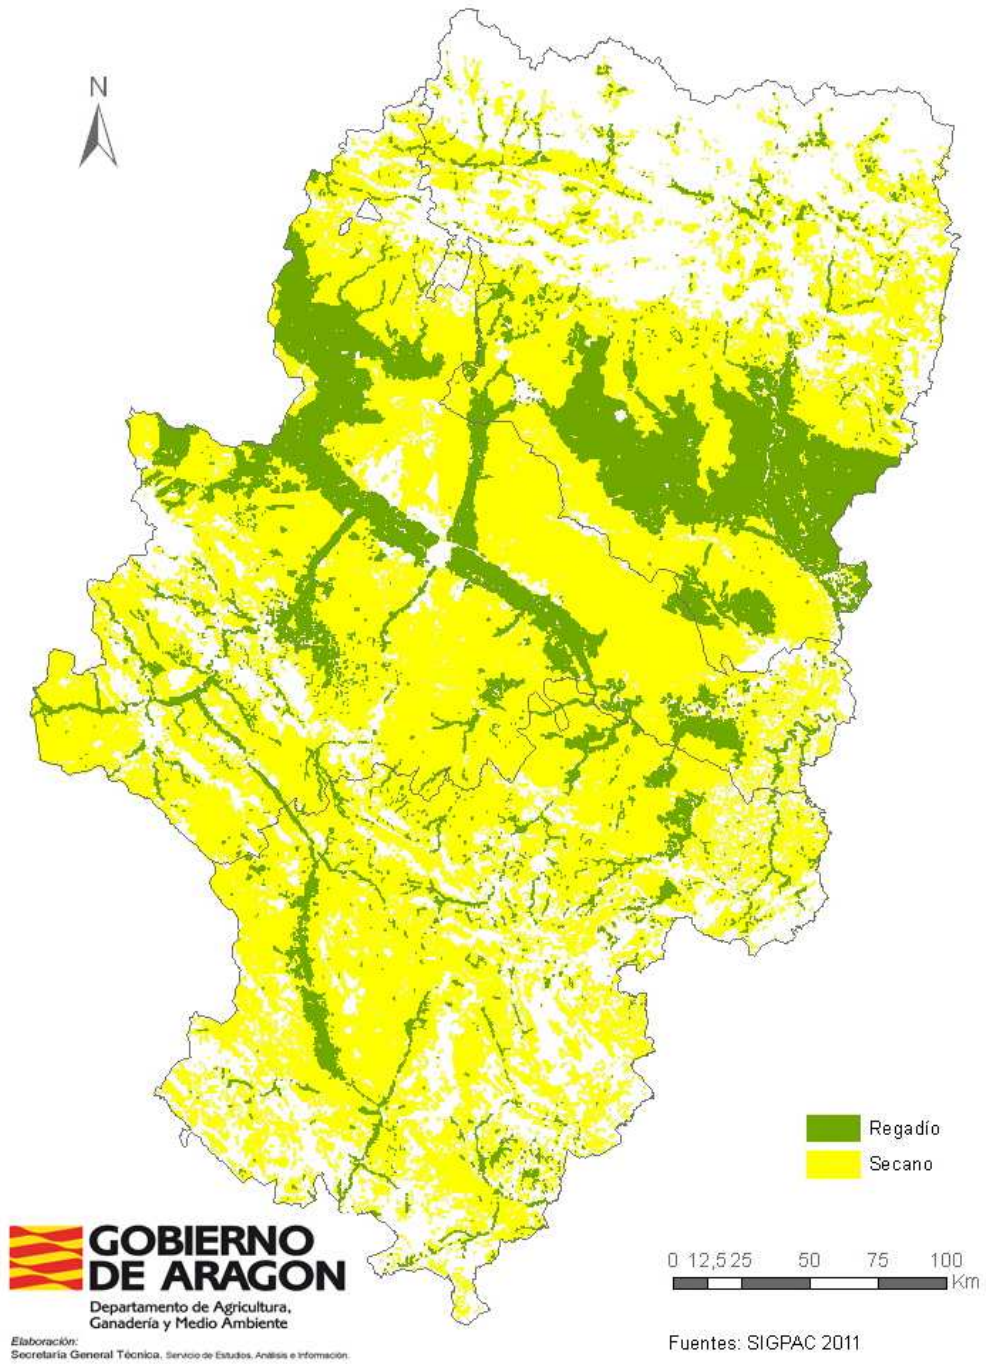 N
Regadío
Secano
GOBIERNO
DE ARAGON
Departamento de Agricultura,
Ganadería y Medio Ambiente
Elaboración:
Secretaría General Técnica. Servicio de Estudios, Análisis e Información.
0 12,5 25 50 75 100
Km
Fuentes: SIGPAC 2011